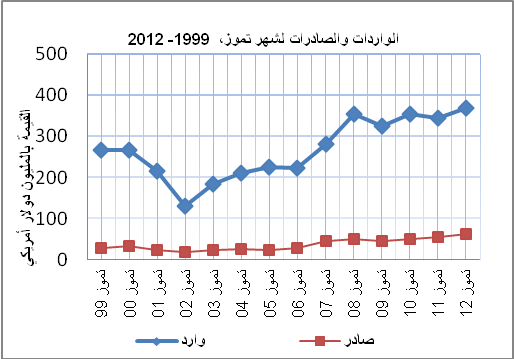 الواردات والصادرات لشهر تموز، 1999- 2012
القيمة بالمليون دولار أمريكي
500
400
300
200
100
0
تموز 99
تموز 00
تموز 01
تموز 02
تموز 03
تموز 04
تموز 05
تموز 06
تموز 07
تموز 08
تموز 09
تموز 10
تموز 11
تموز 12
وارد
صادر